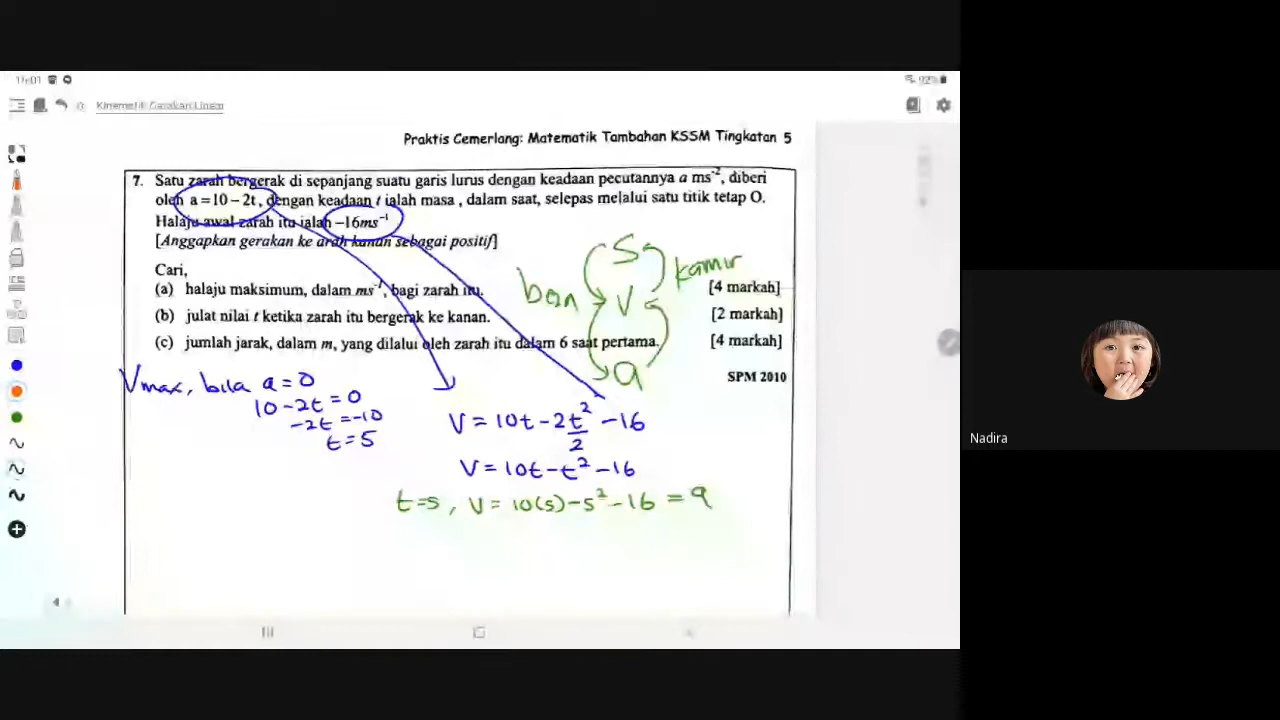 Kinematik Gerakan Linear
Praktis Cemerlang: Matematik Tambahan KSSM Tingkatan 5
7. Satu zarah bergerak di sepanjang suatu garis lurus dengan keadaan pecutannya a ms⁻², diberi
oleh a = 10 – 2t, dengan keadaan t ialah masa , dalam saat, selepas melalui satu titik tetap O.
Halaju awal zarah itu ialah –16ms⁻¹
[Anggapkan gerakan ke arah kanan sebagai positif]
Cari,
(a) halaju maksimum, dalam ms⁻¹, bagi zarah itu. [4 markah]
(b) julat nilai t ketika zarah itu bergerak ke kanan. [2 markah]
(c) jumlah jarak, dalam m, yang dilalui oleh zarah itu dalam 6 saat pertama. [4 markah]
SPM 2010
S
kamir
V
a
Vmax, bila a = 0
10 - 2t = 0
-2t = -10
t = 5
V = 10t - 2t²/2 - 16
V = 10t - t² - 16
t = 5, V = 10(5) - 5² - 16 = 9
Nadira